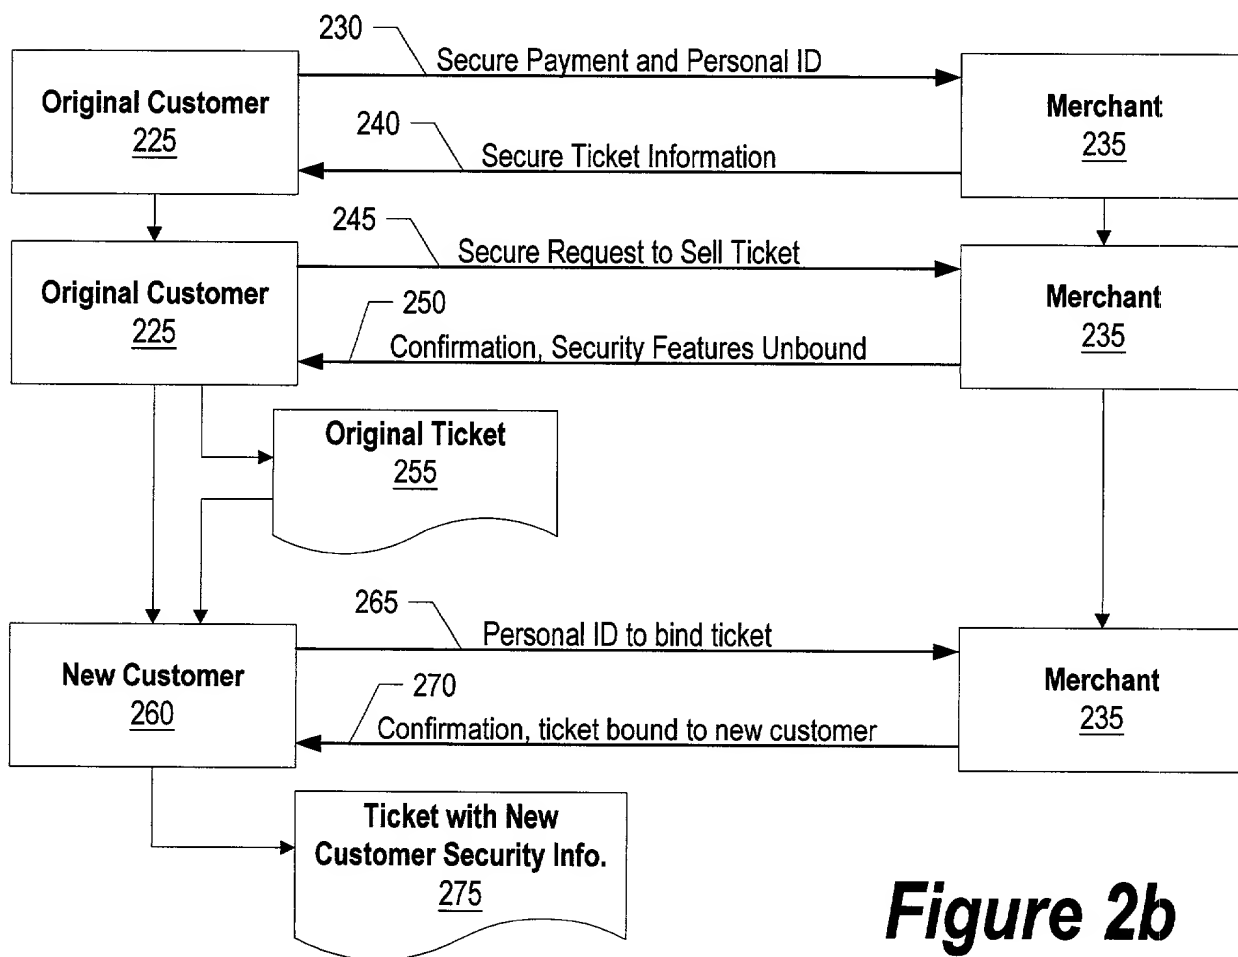 230
Secure Payment and Personal ID
Original Customer
225
Merchant
235
240
Secure Ticket Information
245
Secure Request to Sell Ticket
Original Customer
225
Merchant
235
250
Confirmation, Security Features Unbound
Original Ticket
255
265
Personal ID to bind ticket
New Customer
260
Merchant
235
270
Confirmation, ticket bound to new customer
Ticket with New
Customer Security Info.
275
Figure 2b